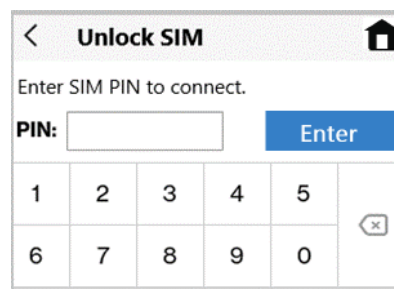 Unlock SIM
Enter SIM PIN to connect.
PIN:
Enter
1 2 3 4 5
6 7 8 9 0